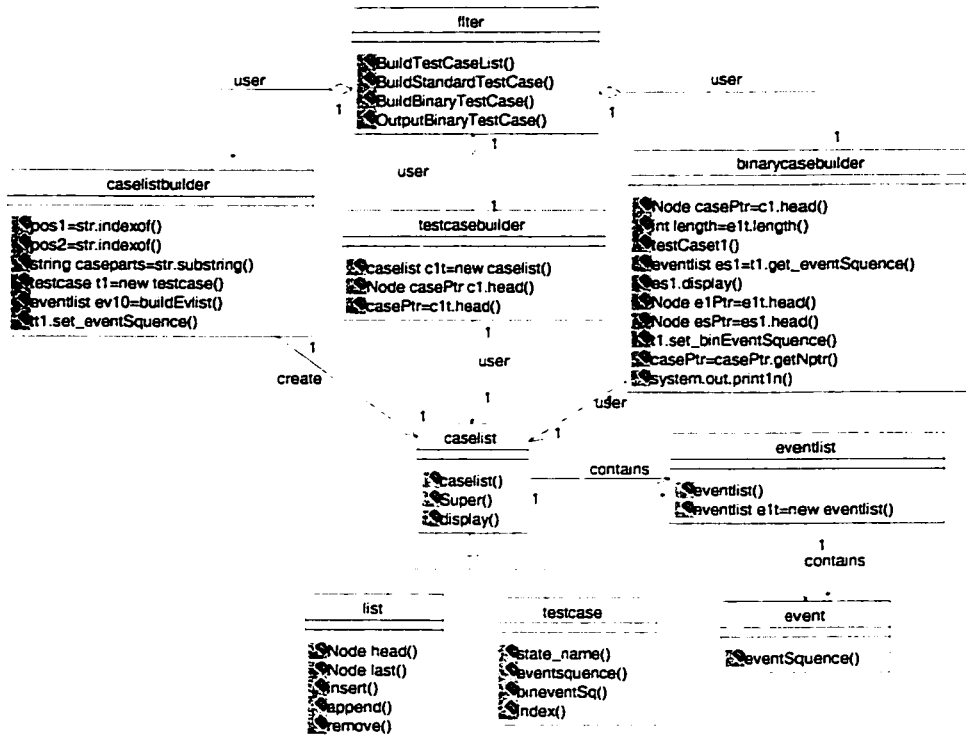 flter
BuildTestCaseList()
BuildStandardTestCase()
BuildBinaryTestCase()
OutputBinaryTestCase()
user
1
user
1
1
user
1
1
caselistbuilder
pos1=str.indexof()
pos2=str.indexof()
string caseparts=str.substring()
testcase t1=new testcase()
eventlist ev10=buildEvlist()
t1.set_eventSquence()
testcasebuilder
caselist c1t=new caselist()
Node casePtr c1.head()
casePtr=c1t.head()
binarycasebuilder
Node casePtr=c1.head()
int length=e1t.length()
testCaset1()
eventlist es1=t1.get_eventSquence()
es1.display()
Node e1Ptr=e1t.head()
Node esPtr=es1.head()
t1.set_binEventSquence()
casePtr=casePtr.getNptr()
system.out.print1n()
1
create
1
1
user
1
user
1
caselist
caselist()
Super()
display()
contains
1
eventlist
eventlist()
eventlist e1t=new eventlist()
1
contains
list
Node head()
Node last()
insert()
append()
remove()
testcase
state_name()
eventsquence()
bineventSq()
Index()
event
eventSquence()